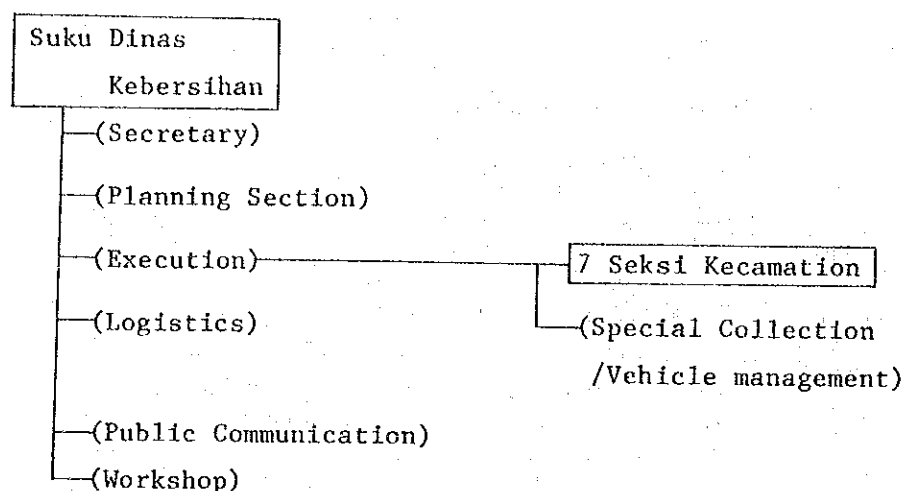 Suku Dinas
Kebersihan
(Secretary)
(Planning Section)
(Execution)
7 Seksi Kecamation
(Logistics)
(Special Collection
/Vehicle management)
(Public Communication)
(Workshop)